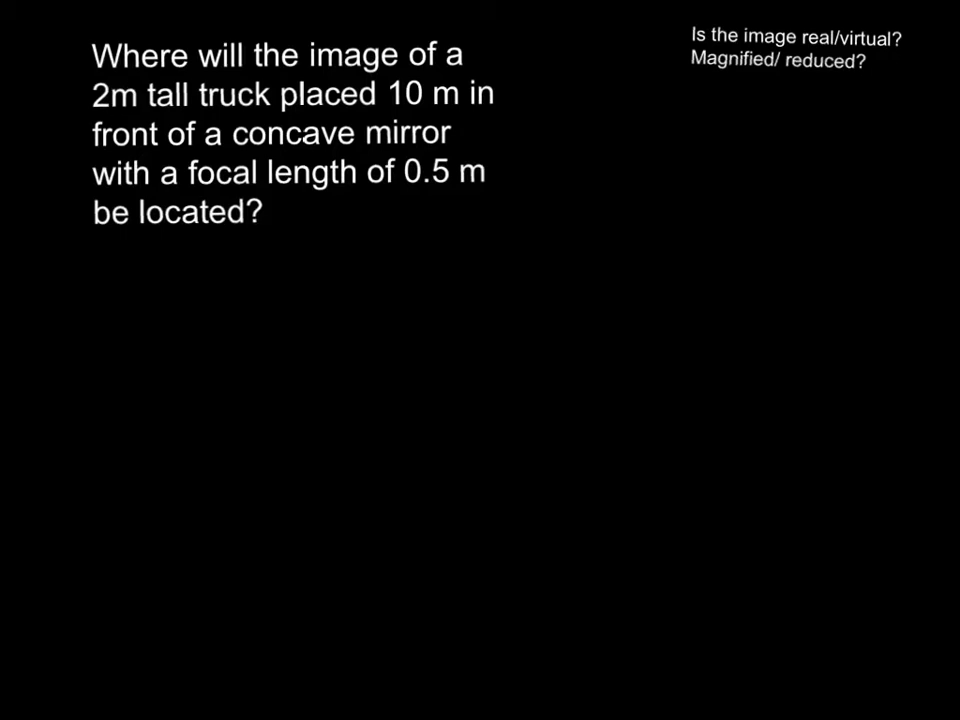 Where will the image of a
2m tall truck placed 10 m in
front of a concave mirror
with a focal length of 0.5 m
be located?
Is the image real/virtual?
Magnified/ reduced?